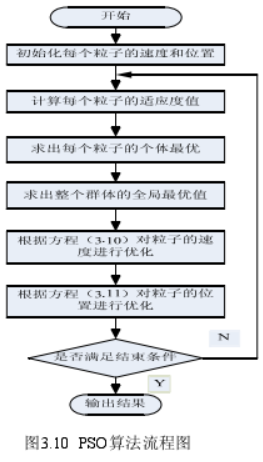 开始
初始化每个粒子的速度和位置
计算每个粒子的适应度值
求出每个粒子的个体最优
求出整个群体的全局最优值
根据方程（3-10）对粒子的速
度进行优化
根据方程（3.11）对粒子的位
置进行优化
N
是否满足结束条件
Y
输出结果
图3.10 PSO算法流程图